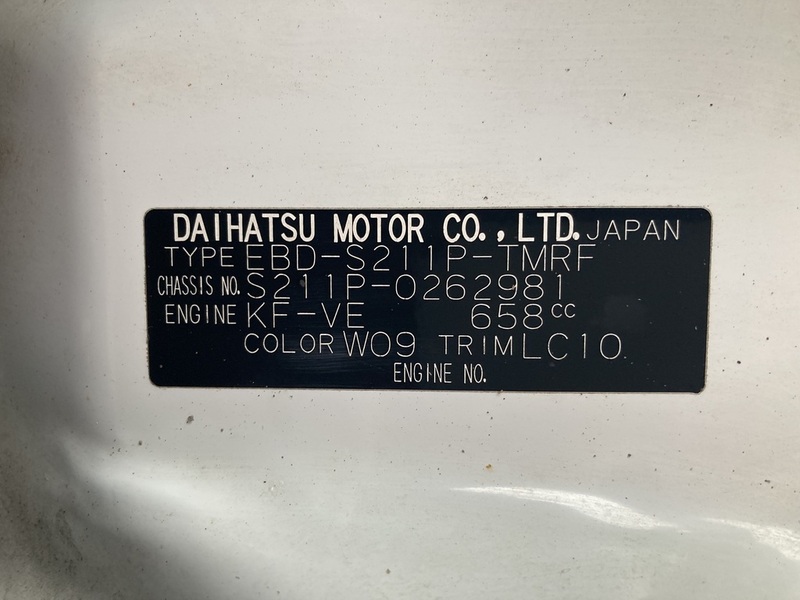 DAIHATSU MOTOR CO., LTD. JAPAN
TYPE EBD-S211P-TMRF
CHASSIS NO. S211P-0262981
ENGINE KF-VE 658cc
COLOR W09 TRIM LC10
ENGINE NO.